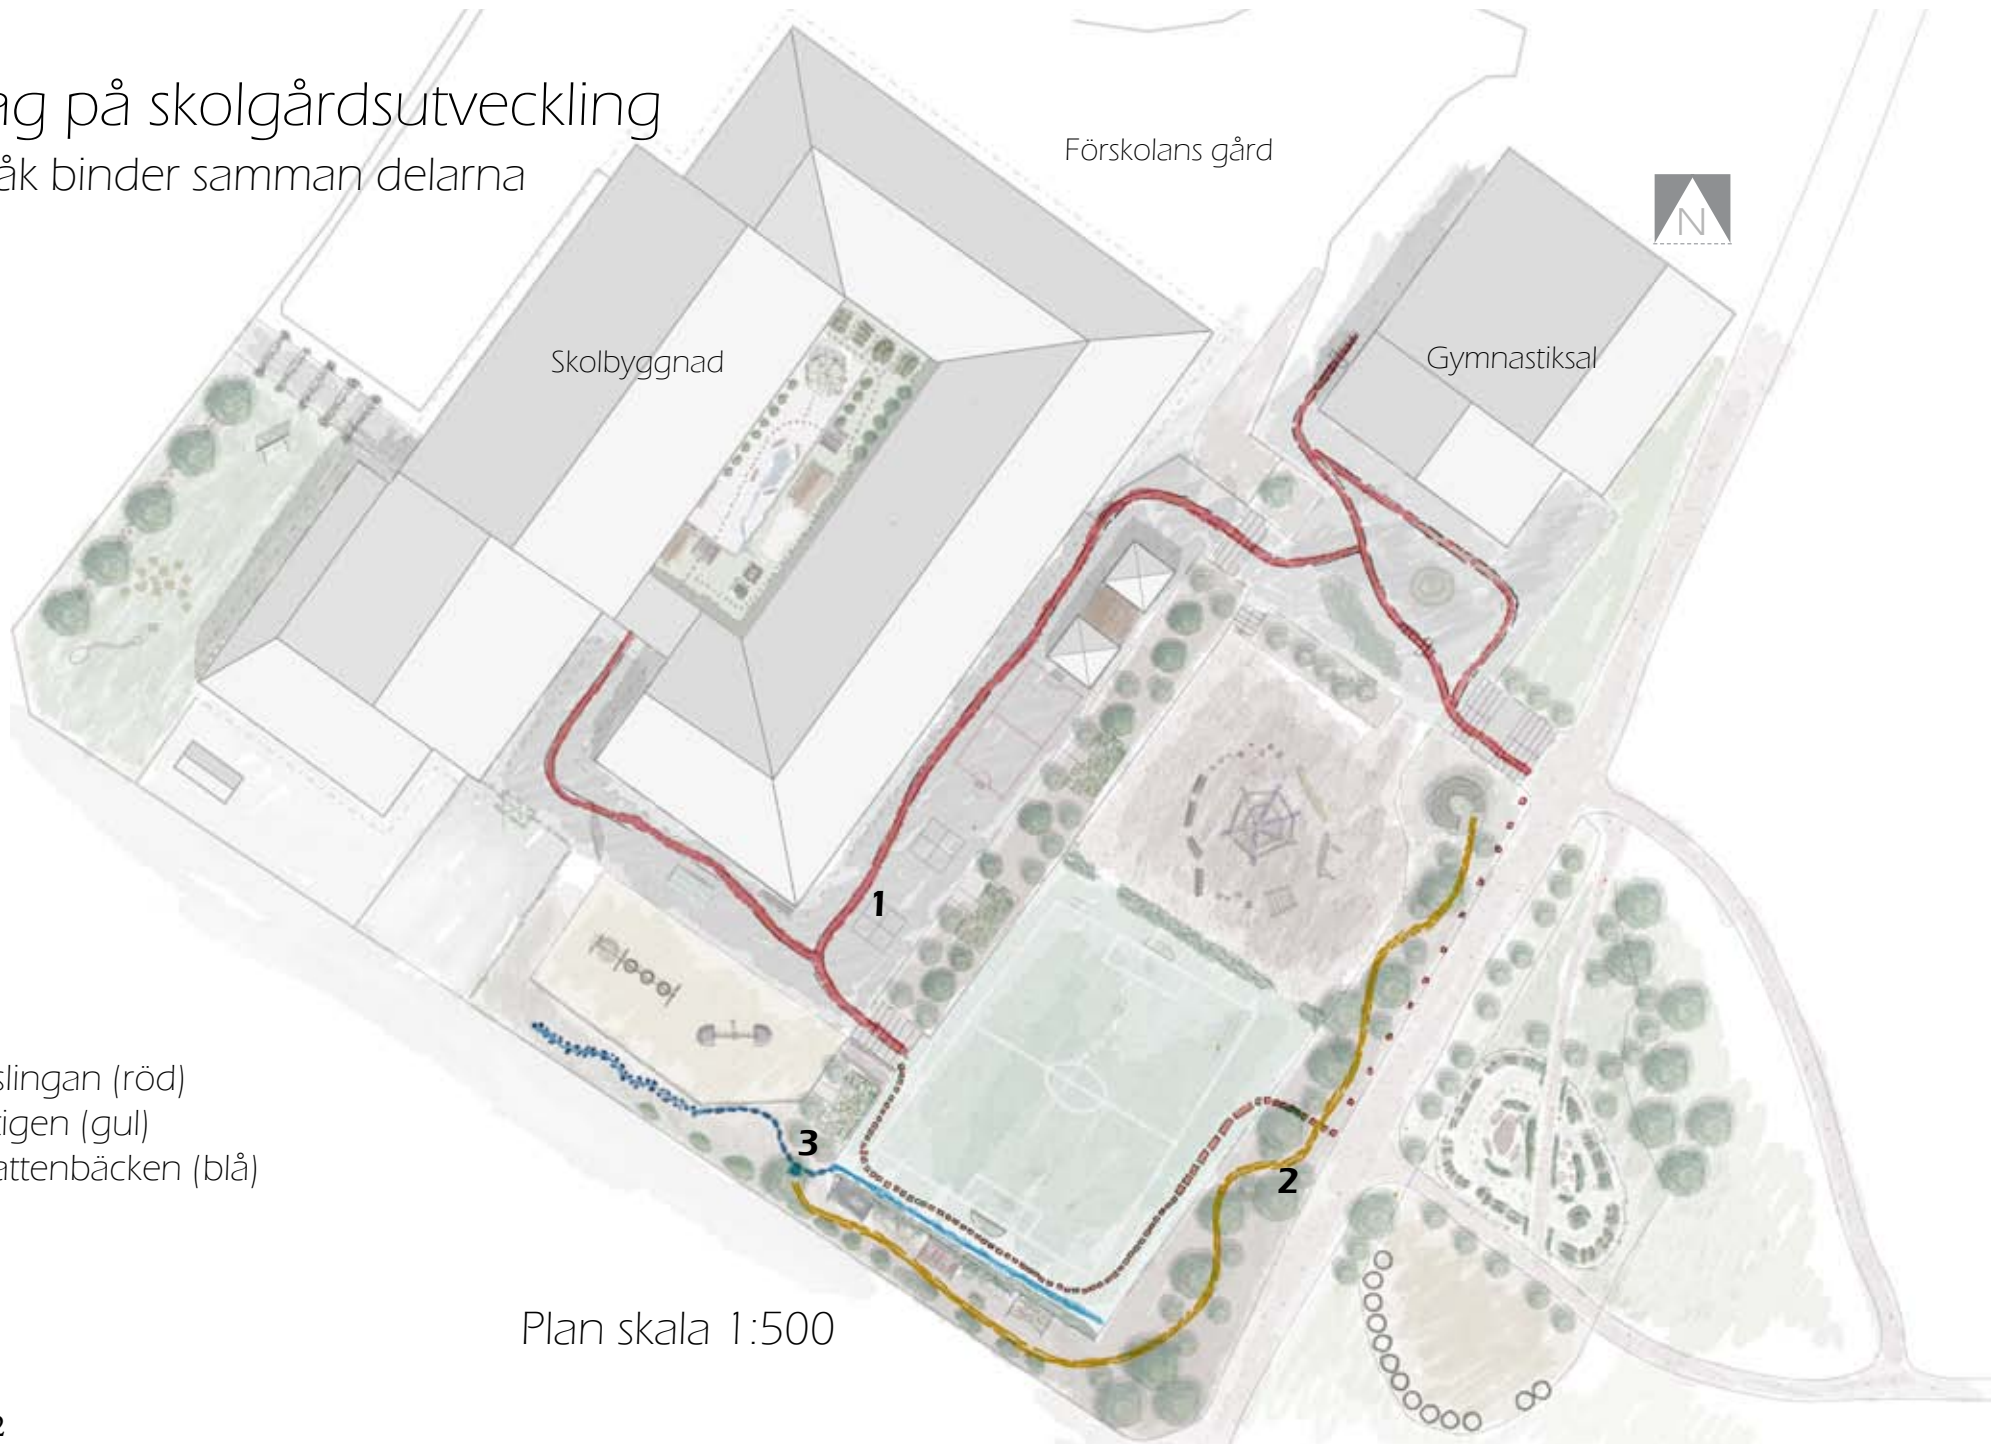 ag på skolgårdsutveckling
åk binder samman delarna
Förskolans gård
N
Skolbyggnad
Gymnastiksal
1
slingan (röd)
tigen (gul)
attenbäcken (blå)
3
2
Plan skala 1:500
2